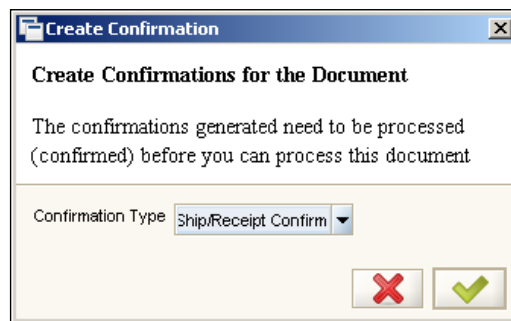 Create Confirmation
Create Confirmations for the Document
The confirmations generated need to be processed
(confirmed) before you can process this document
Confirmation Type Ship/Receipt Confirm